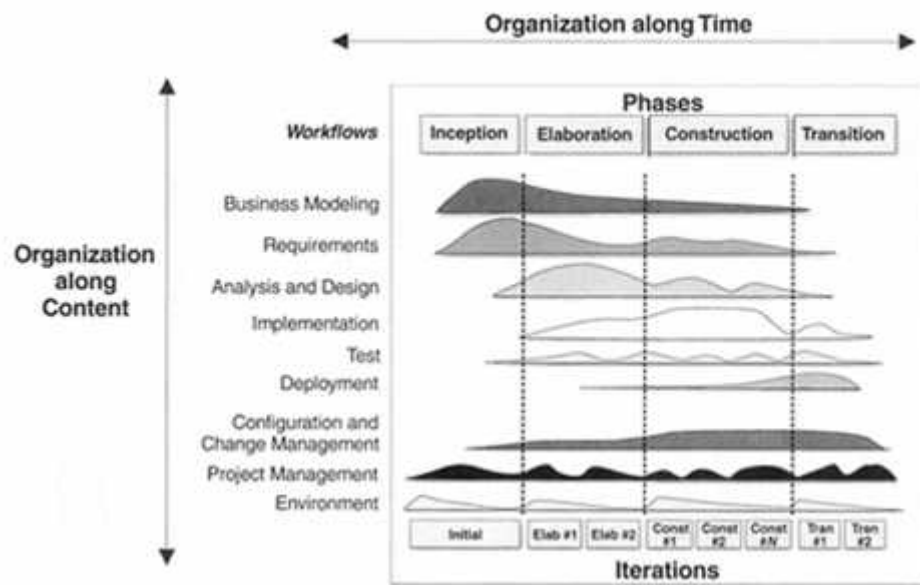 Organization along Time
Phases
Workflows
Inception
Elaboration
Construction
Transition
Business Modeling
Requirements
Analysis and Design
Implementation
Test
Deployment
Configuration and
Change Management
Project Management
Environment
Organization
along
Content
Initial
Elab #1
Elab #2
Const
#1
Const
#2
Const
#N
Tran
#1
Tren
#2
Iterations